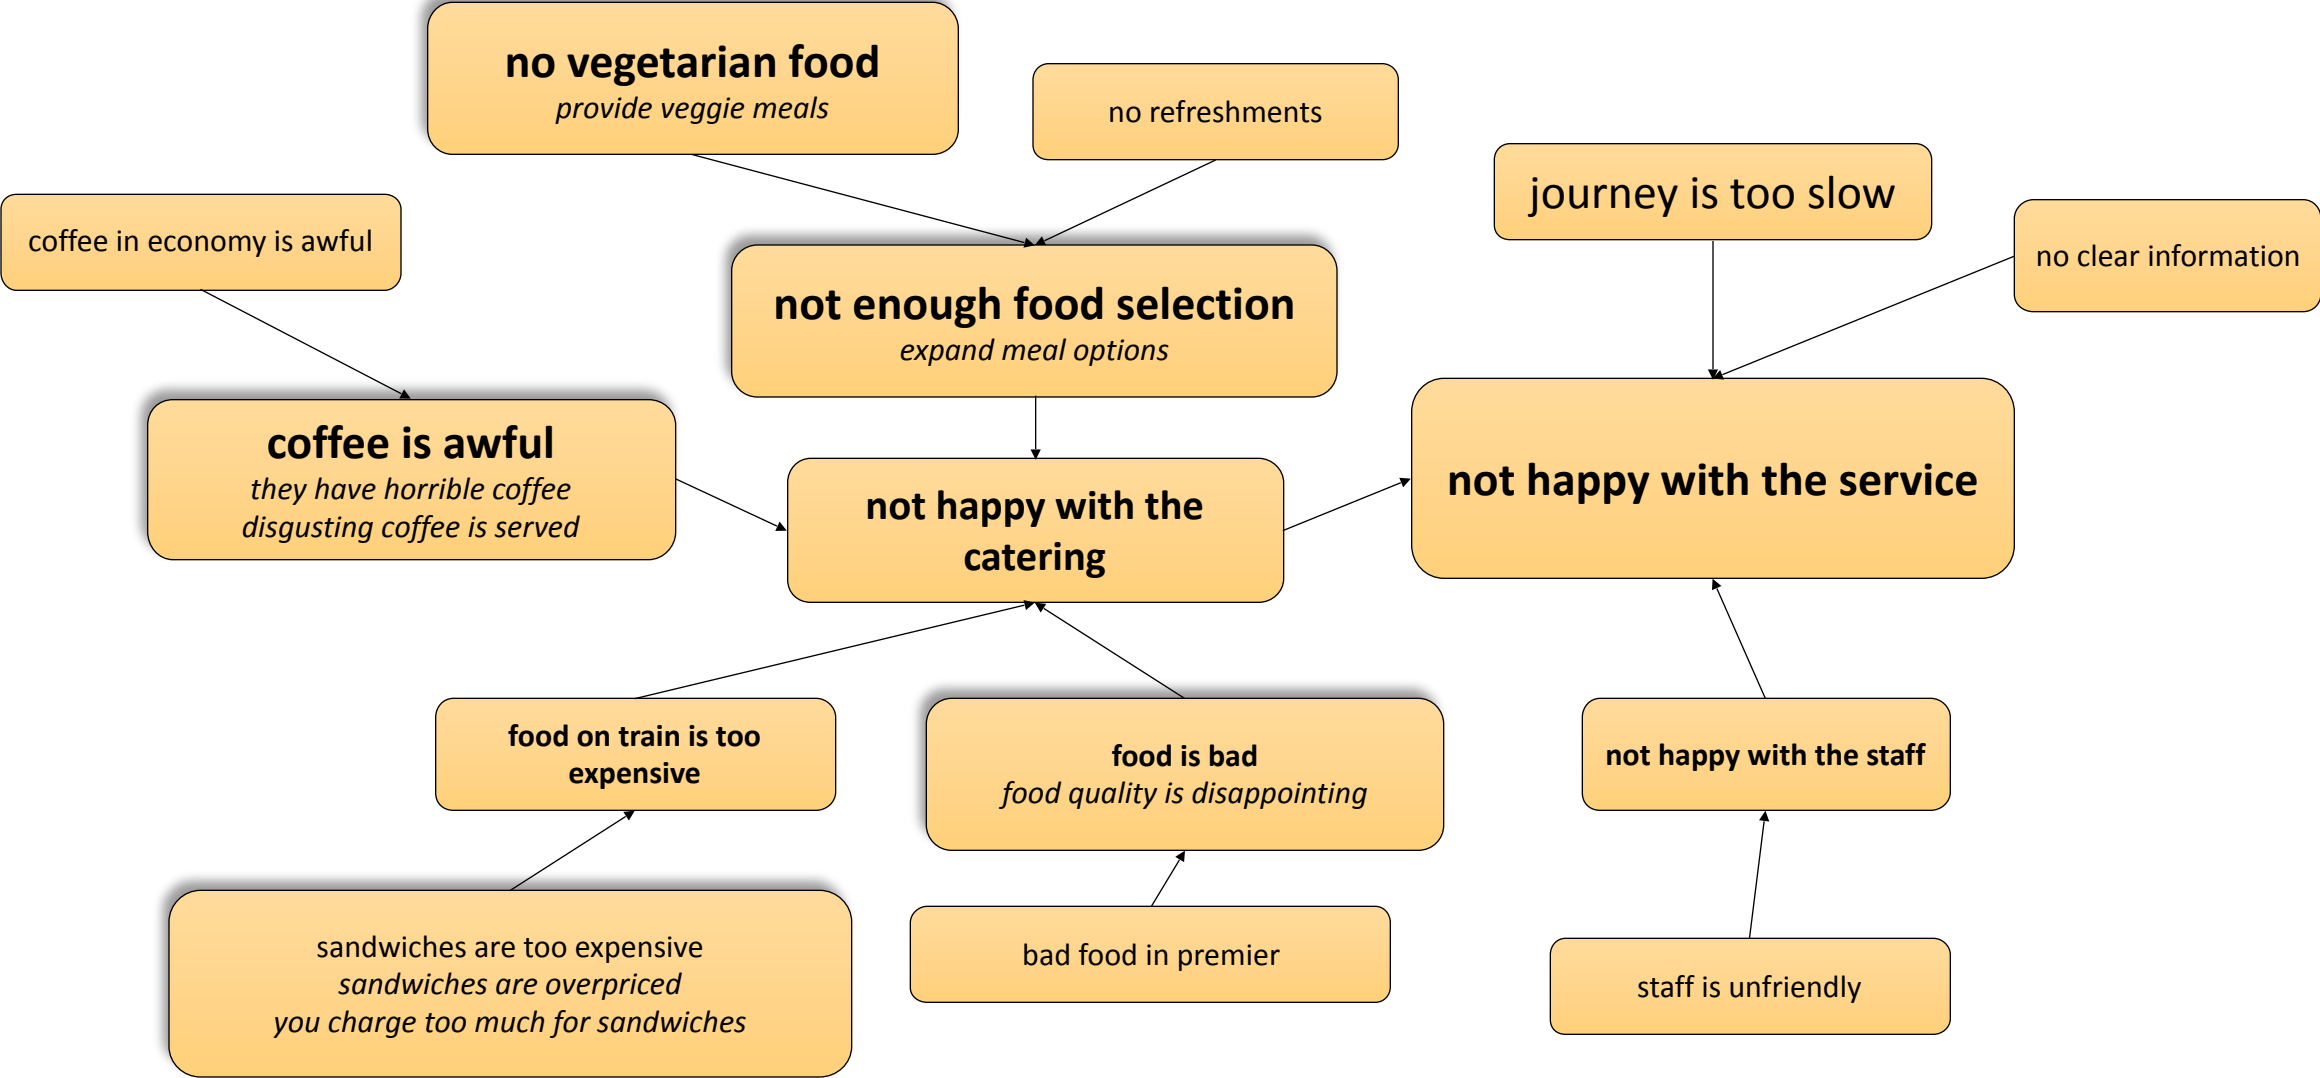 no vegetarian food
provide veggie meals
no refreshments
journey is too slow
coffee in economy is awful
no clear information
not enough food selection
expand meal options
coffee is awful
they have horrible coffee
disgusting coffee is served
not happy with the
catering
not happy with the service
food on train is too
expensive
food is bad
food quality is disappointing
not happy with the staff
sandwiches are too expensive
sandwiches are overpriced
you charge too much for sandwiches
bad food in premier
staff is unfriendly